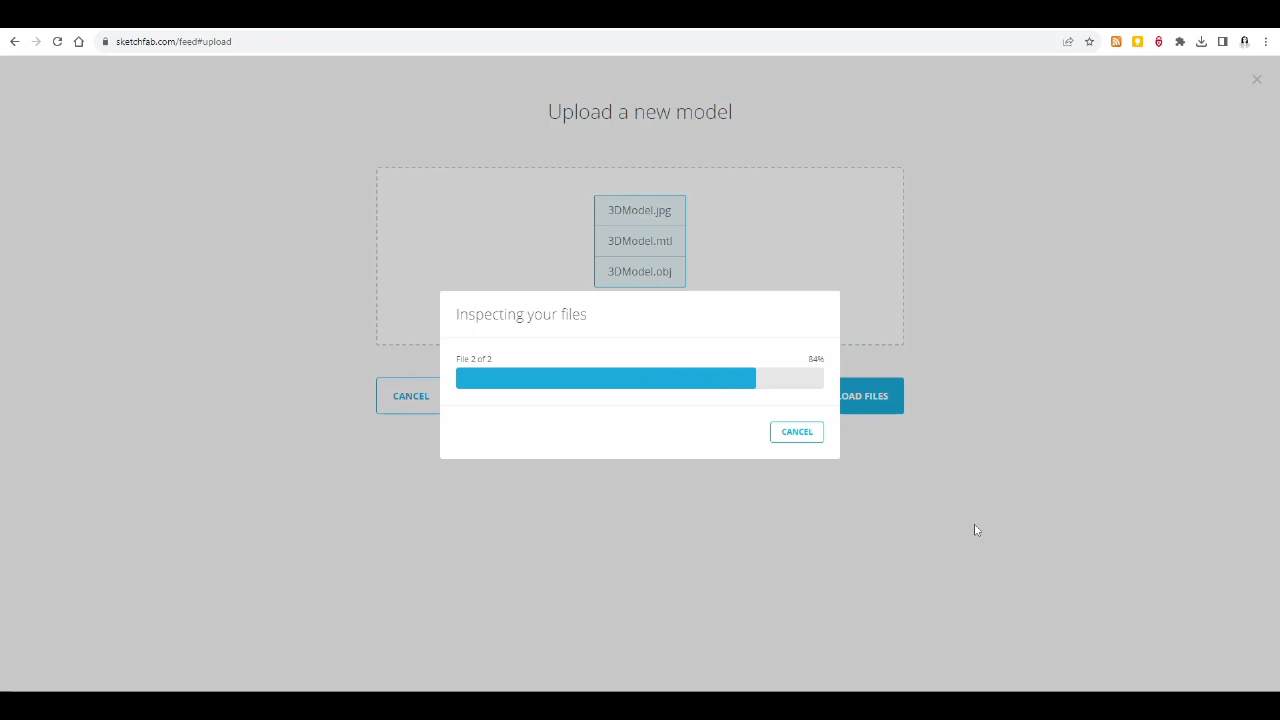 sketchfab.com/feed#upload
Upload a new model
3DModel.jpg
3DModel.mtl
3DModel.obj
Inspecting your files
File 2 of 2
84%
CANCEL
OAD FILES
CANCEL